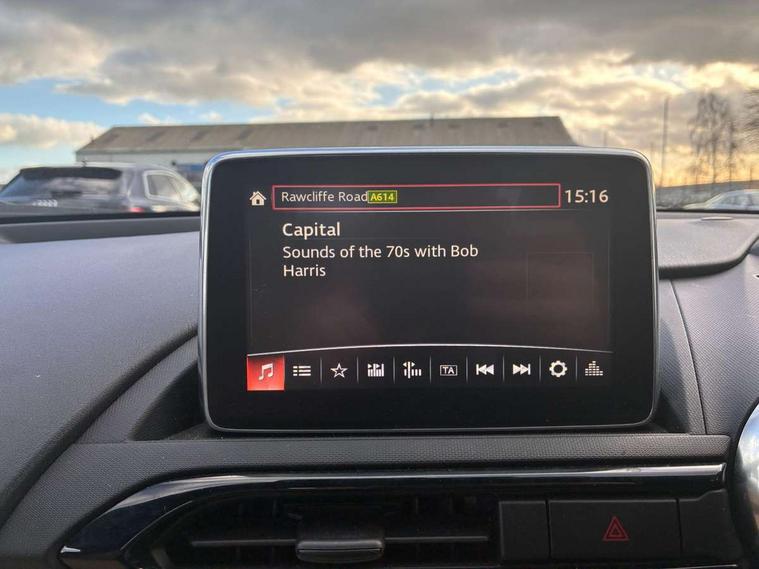 Rawcliffe Road A614 15:16
Capital
Sounds of the 70s with Bob
Harris
TA